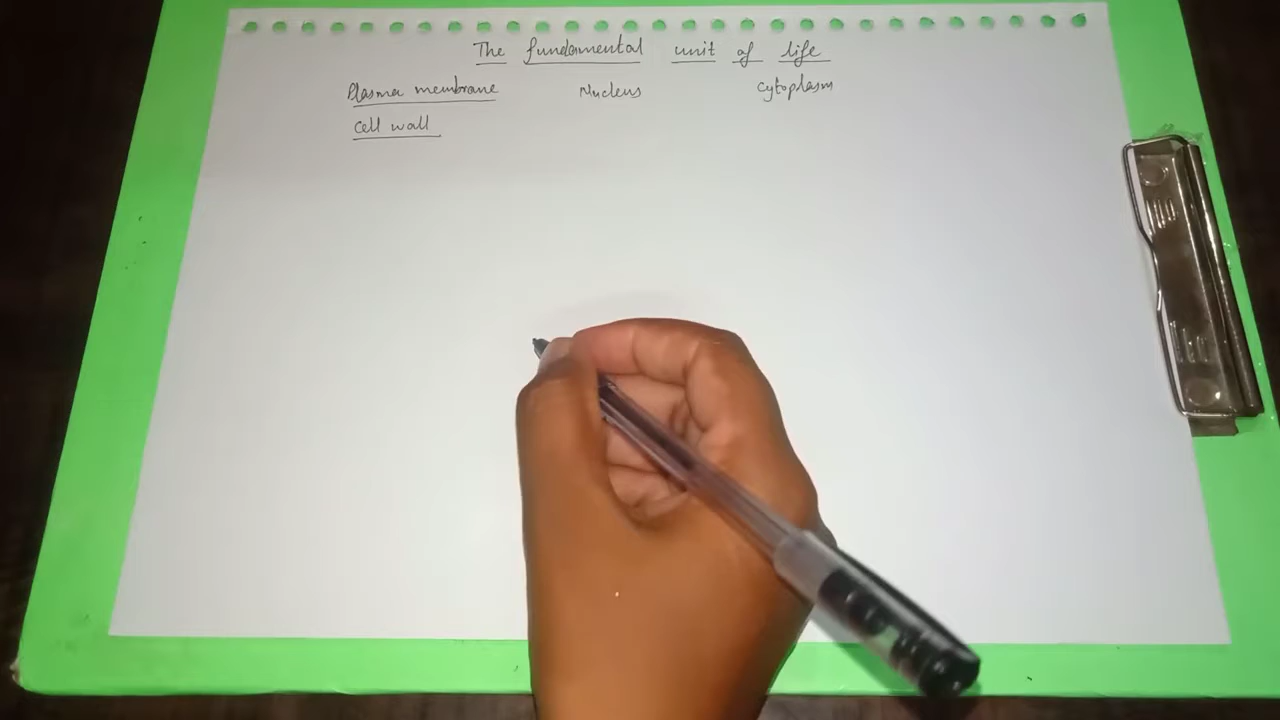 The fundamental unit of life
Plasma membrane Nucleus Cytoplasm
Cell wall